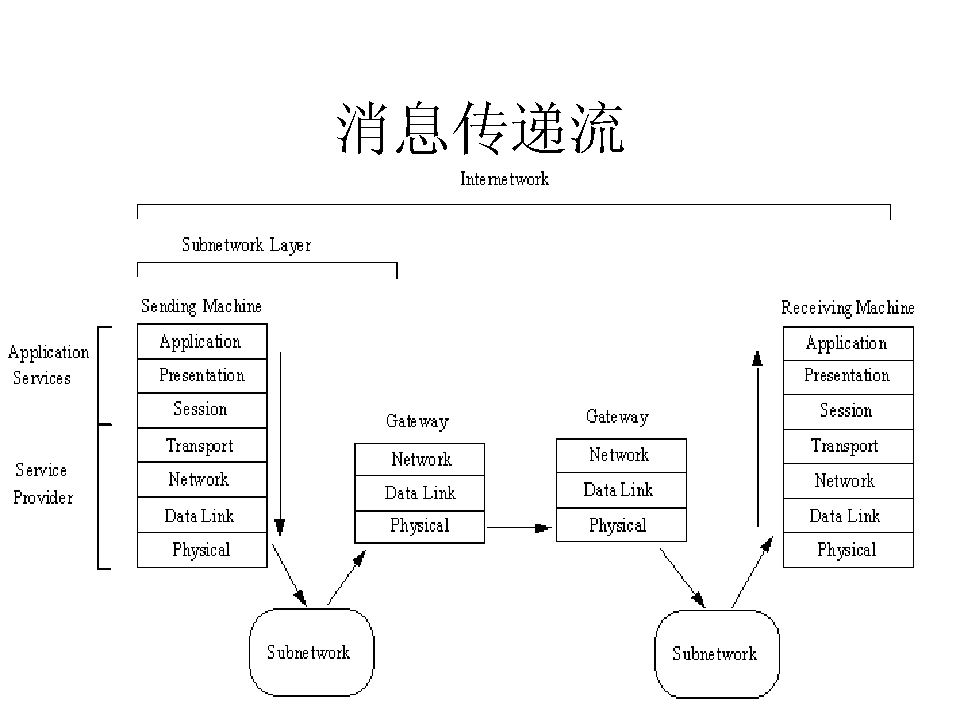 消息传递流
Internetwork
Subnetwork Layer
Sending Machine
Application
Presentation
Session
Transport
Network
Data Link
Physical
Application
Services
Service
Provider
Gateway
Network
Data Link
Physical
Gateway
Network
Data Link
Physical
Receiving Machine
Application
Presentation
Session
Transport
Network
Data Link
Physical
Subnetwork
Subnetwork